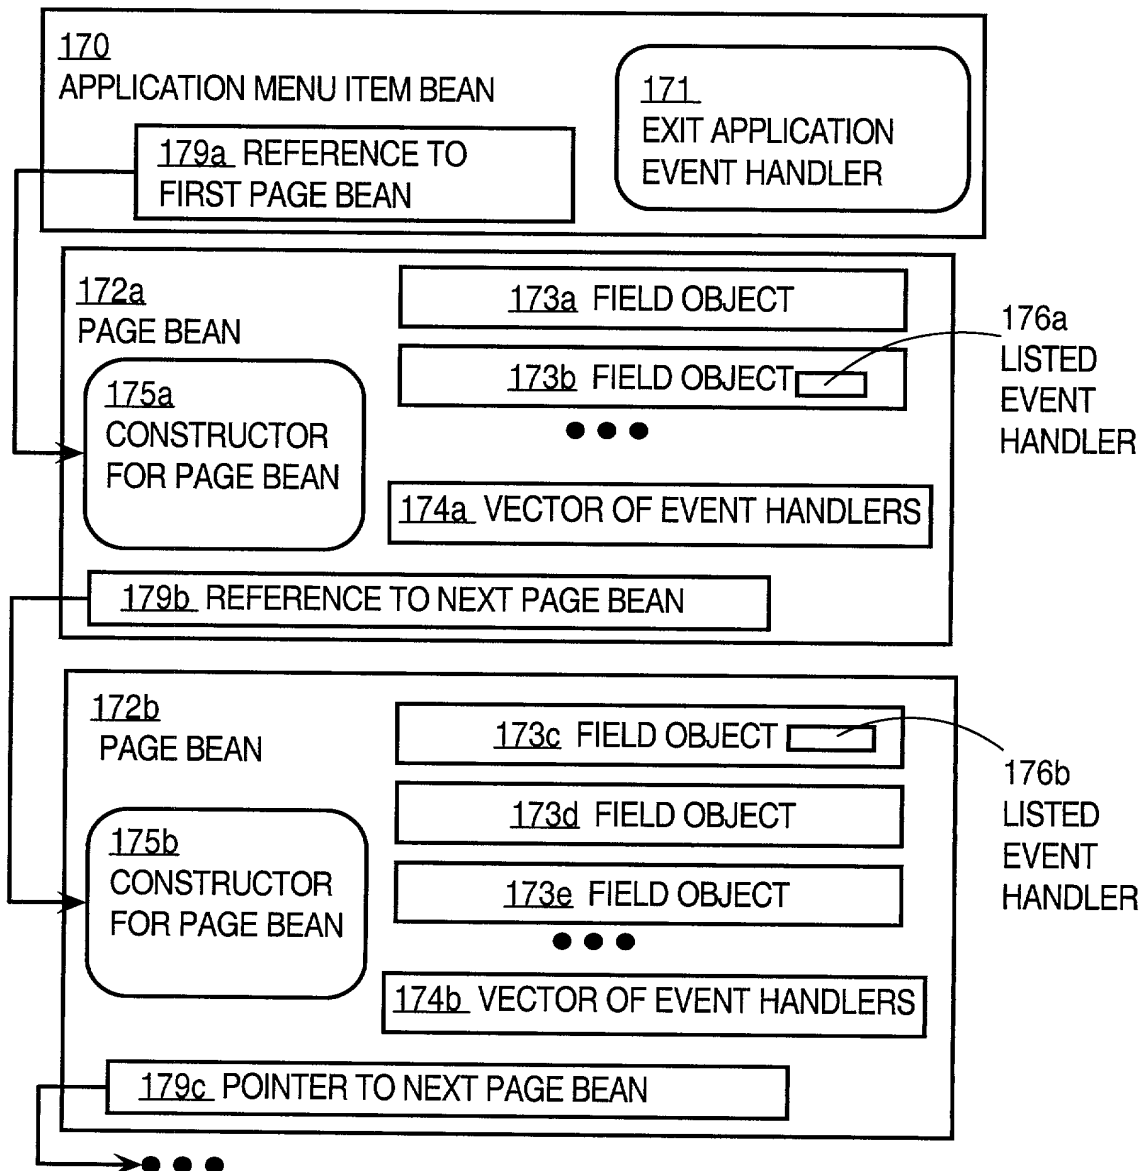 170
APPLICATION MENU ITEM BEAN
179a REFERENCE TO
FIRST PAGE BEAN
171
EXIT APPLICATION
EVENT HANDLER
172a
PAGE BEAN
175a
CONSTRUCTOR
FOR PAGE BEAN
173a FIELD OBJECT
173b FIELD OBJECT
174a VECTOR OF EVENT HANDLERS
179b REFERENCE TO NEXT PAGE BEAN
176a
LISTED
EVENT
HANDLER
172b
PAGE BEAN
175b
CONSTRUCTOR
FOR PAGE BEAN
173c FIELD OBJECT
173d FIELD OBJECT
173e FIELD OBJECT
174b VECTOR OF EVENT HANDLERS
179c POINTER TO NEXT PAGE BEAN
176b
LISTED
EVENT
HANDLER